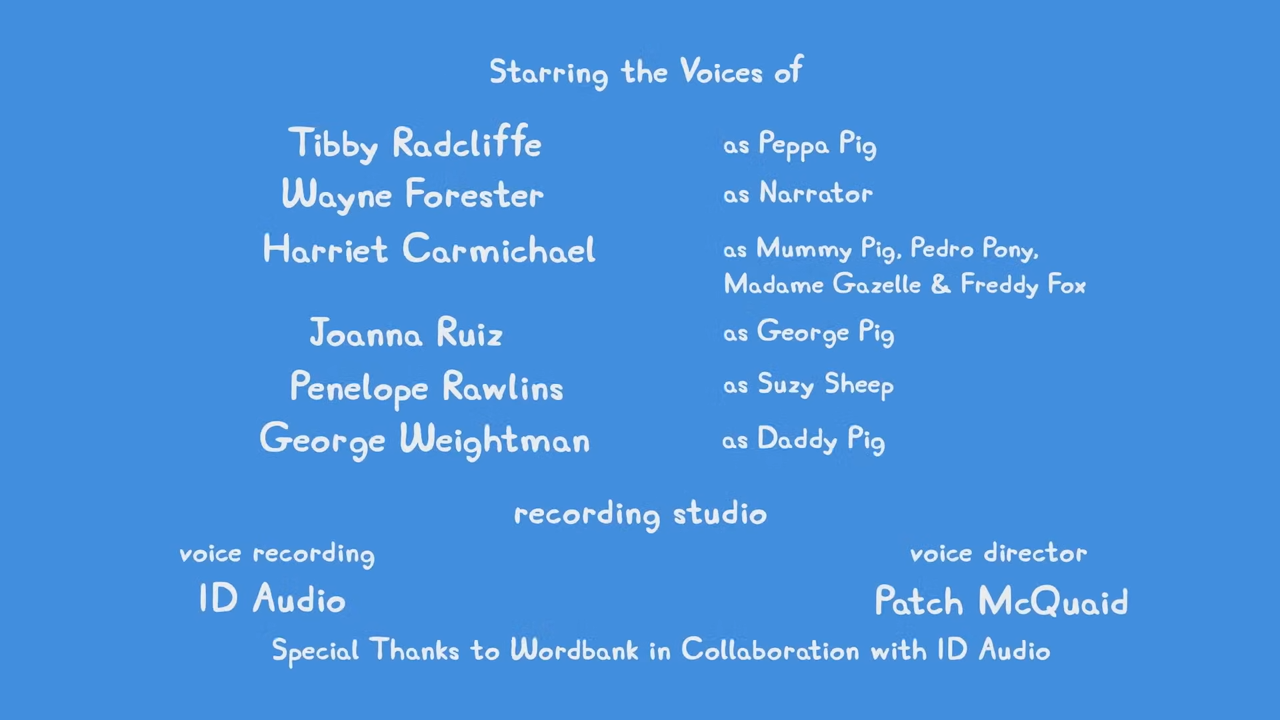 Starring the Voices of
Tibby Radcliffe as Peppa Pig
Wayne Forester as Narrator
Harriet Carmichael as Mummy Pig, Pedro Pony,
Madame Gazelle & Freddy Fox
Joanna Ruiz as George Pig
Penelope Rawlins as Suzy Sheep
George Weightman as Daddy Pig
recording studio
voice recording voice director
ID Audio Patch McQuaid
Special Thanks to Wordbank in Collaboration with ID Audio